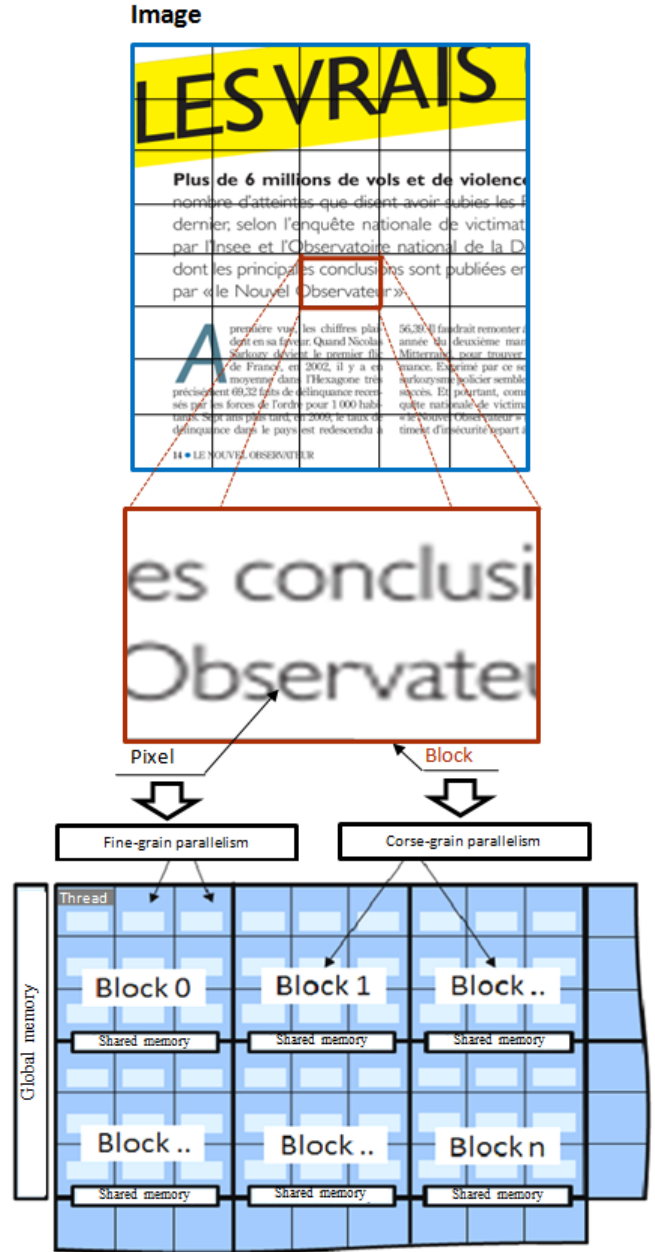 Image
LES VRAIS
Plus de 6 millions de vols et de violence
nombre d'atteintes que disent avoir subies les F
dernier, selon l'enquête nationale de victimat
par l'Insee et l'Observatoire national de la D
dont les principales conclusions sont publiées en
par «le Nouvel Observateur»
A
première vue, les chiffres plai-
dent en sa faveur. Quand Nicolas
Sarkozy devient le premier flic
de France, en 2002, il y a en
moyenne dans l'Hexagone très
précisément 69,32 faits de délinquance recen-
sés par les forces de l'ordre pour 1 000 habi-
tants. Sept ans plus tard, en 2009, le taux de
délinquance dans le pays est redescendu à
56,39. Il faudrait remonter à
année du deuxième man
Mitterrand, pour trouver
mance. Exprimé par ce se
sarkozysme policier semble
succès. Et pourtant, com
quête nationale de victima
«le Nouvel Observateur»
timent d'insécurité repart à
14 • LE NOUVEL OBSERVATEUR
es conclusi
Observateu
Pixel
Block
Fine-grain parallelism
Corse-grain parallelism
Thread
Global memory
Block 0
Block 1
Block ..
Shared memory
Shared memory
Shared memory
Block ..
Block ..
Block n
Shared memory
Shared memory
Shared memory